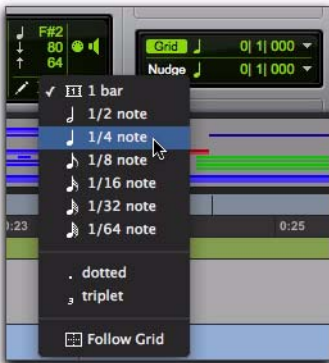 F#2
80
64
Grid 0| 1| 000
Nudge 0| 1| 000
✓ 1 bar
1/2 note
1/4 note
1/8 note
1/16 note
1/32 note
1/64 note
0:23 0:25
. dotted
3 triplet
Follow Grid